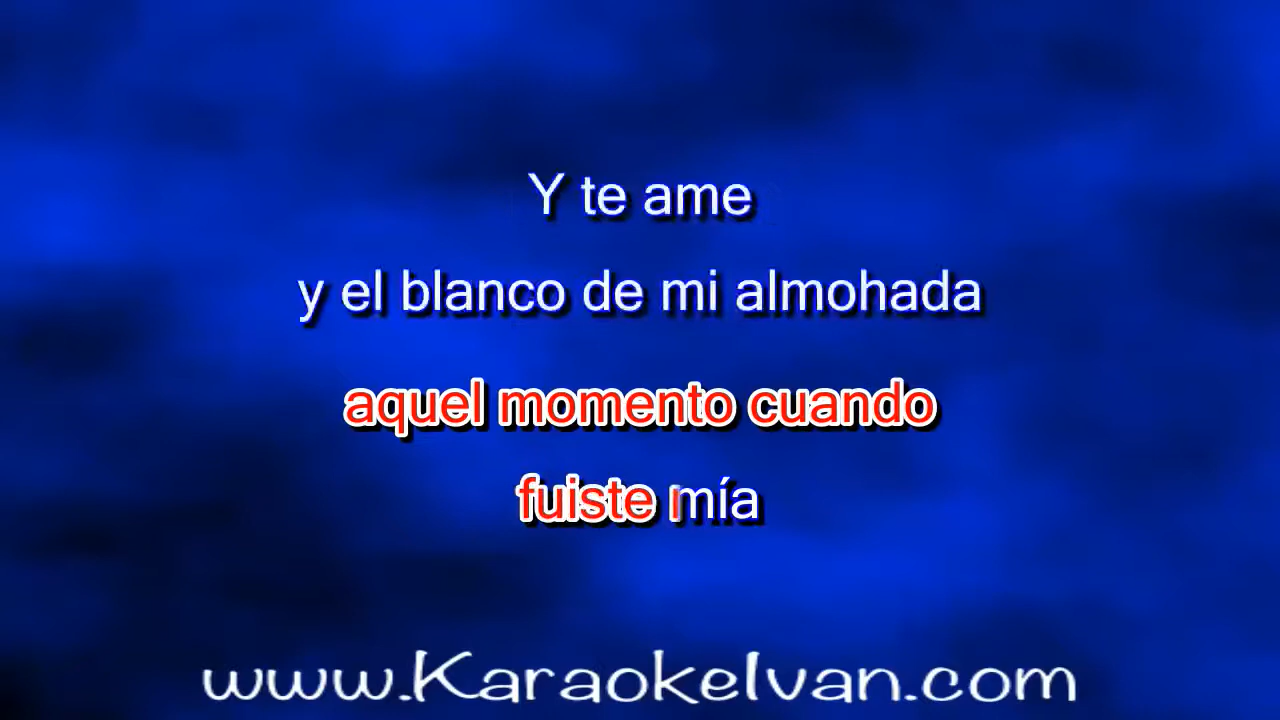 Y te ame
y el blanco de mi almohada
aquel momento cuando
fuiste mía
www.KaraokeIvan.com